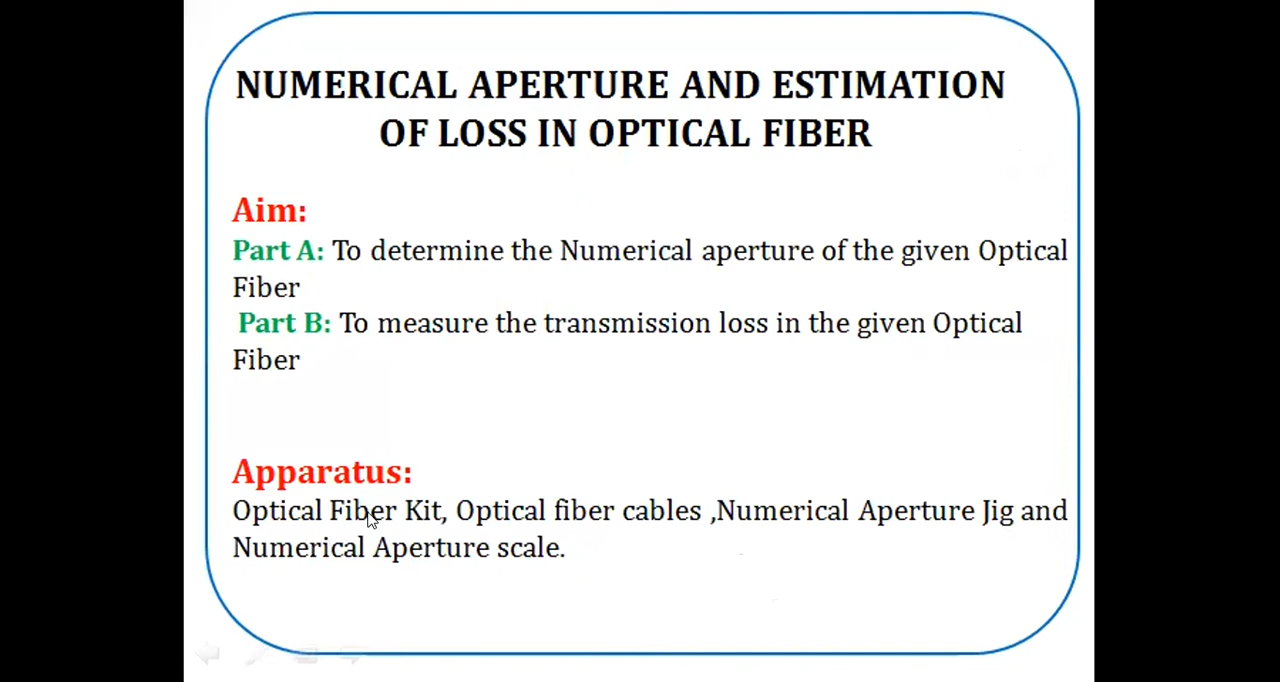 NUMERICAL APERTURE AND ESTIMATION
OF LOSS IN OPTICAL FIBER
Aim:
Part A: To determine the Numerical aperture of the given Optical
Fiber
Part B: To measure the transmission loss in the given Optical
Fiber
Apparatus:
Optical Fiber Kit, Optical fiber cables ,Numerical Aperture Jig and
Numerical Aperture scale.